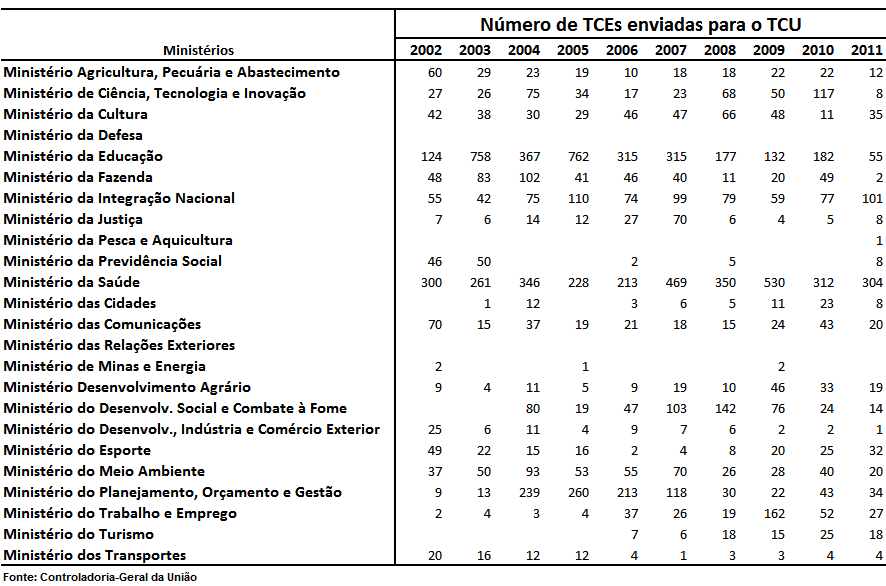 Número de TCEs enviadas para o TCU
Ministérios 2002 2003 2004 2005 2006 2007 2008 2009 2010 2011
Ministério Agricultura, Pecuária e Abastecimento 60 29 23 19 10 18 18 22 22 12
Ministério de Ciência, Tecnologia e Inovação 27 26 75 34 17 23 68 50 117 8
Ministério da Cultura 42 38 30 29 46 47 66 48 11 35
Ministério da Defesa
Ministério da Educação 124 758 367 762 315 315 177 132 182 55
Ministério da Fazenda 48 83 102 41 46 40 11 20 49 2
Ministério da Integração Nacional 55 42 75 110 74 99 79 59 77 101
Ministério da Justiça 7 6 14 12 27 70 6 4 5 8
Ministério da Pesca e Aquicultura 1
Ministério da Previdência Social 46 50 2 5 8
Ministério da Saúde 300 261 346 228 213 469 350 530 312 304
Ministério das Cidades 1 12 3 6 5 11 23 8
Ministério das Comunicações 70 15 37 19 21 18 15 24 43 20
Ministério das Relações Exteriores
Ministério de Minas e Energia 2 1 2
Ministério Desenvolvimento Agrário 9 4 11 5 9 19 10 46 33 19
Ministério do Desenvolv. Social e Combate à Fome 80 19 47 103 142 76 24 14
Ministério do Desenvolv., Indústria e Comércio Exterior 25 6 11 4 9 7 6 2 2 1
Ministério do Esporte 49 22 15 16 2 4 8 20 25 32
Ministério do Meio Ambiente 37 50 93 53 55 70 26 28 40 20
Ministério do Planejamento, Orçamento e Gestão 9 13 239 260 213 118 30 22 43 34
Ministério do Trabalho e Emprego 2 4 3 4 37 26 19 162 52 27
Ministério do Turismo 7 6 18 15 25 18
Ministério dos Transportes 20 16 12 12 4 1 3 3 4 4
Fonte: Controladoria-Geral da União